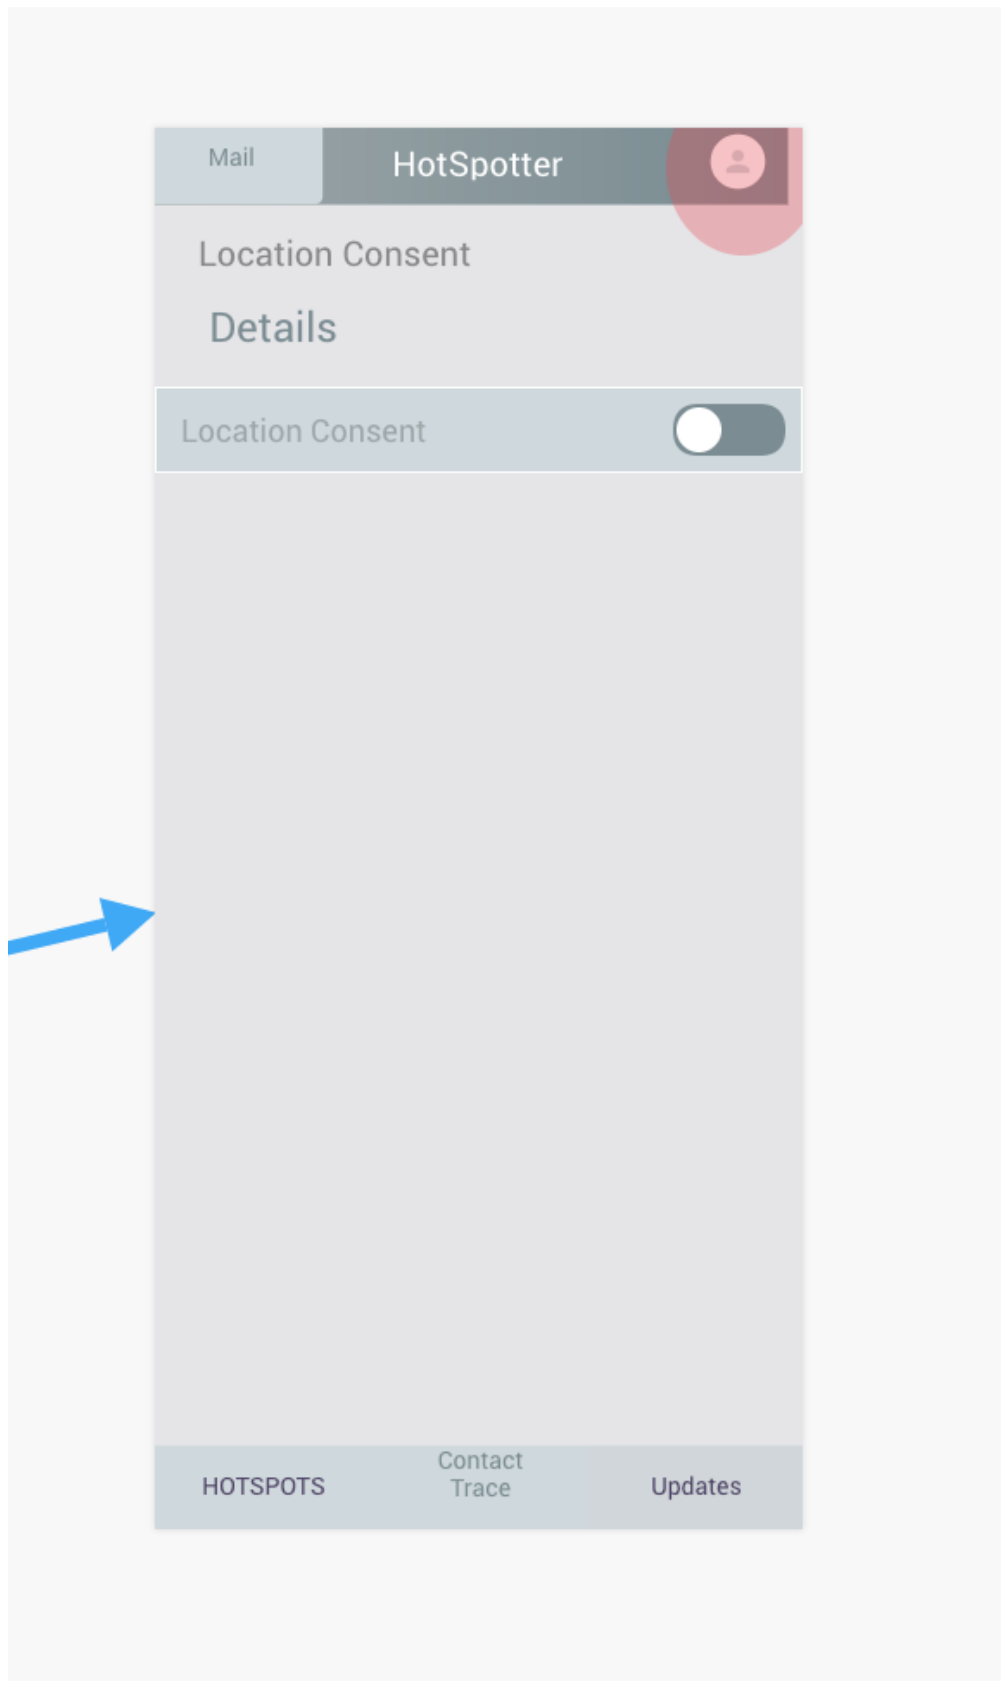 Mail
HotSpotter
Location Consent
Details
Location Consent
HOTSPOTS
Contact
Trace
Updates